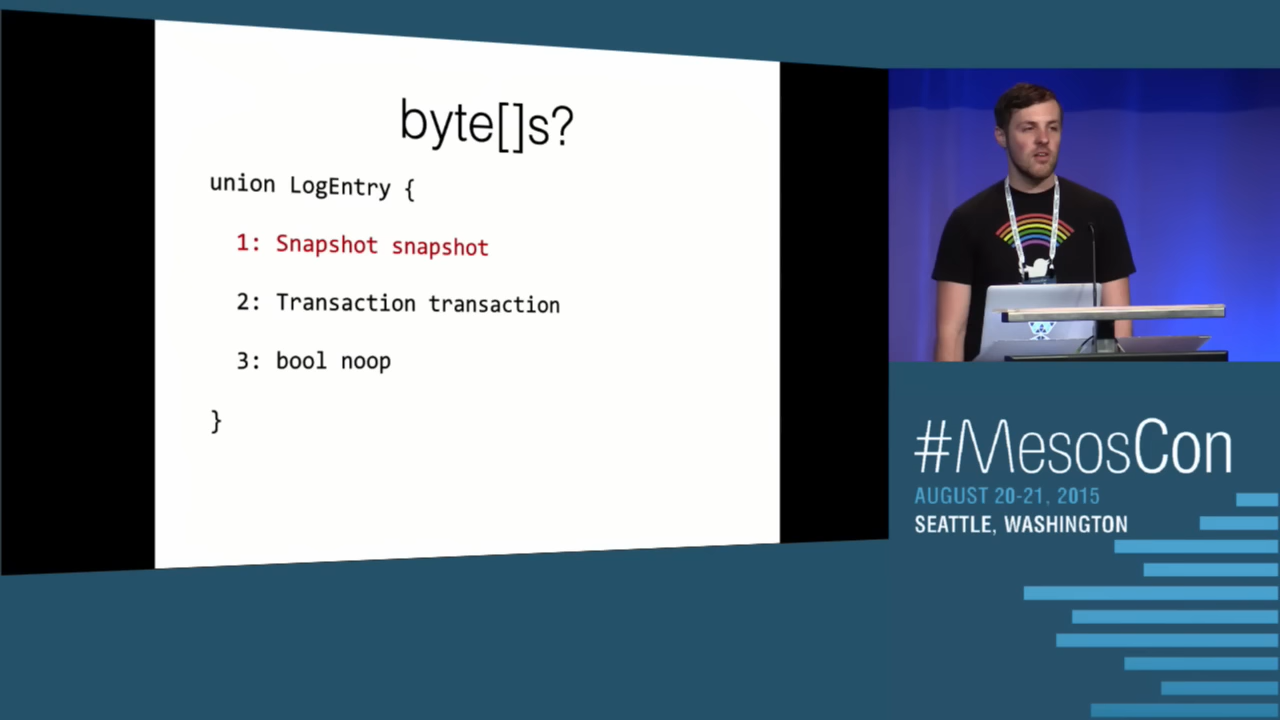 byte[]s?
union LogEntry {
1: Snapshot snapshot
2: Transaction transaction
3: bool noop
}
#MesosCon
AUGUST 20-21, 2015
SEATTLE, WASHINGTON